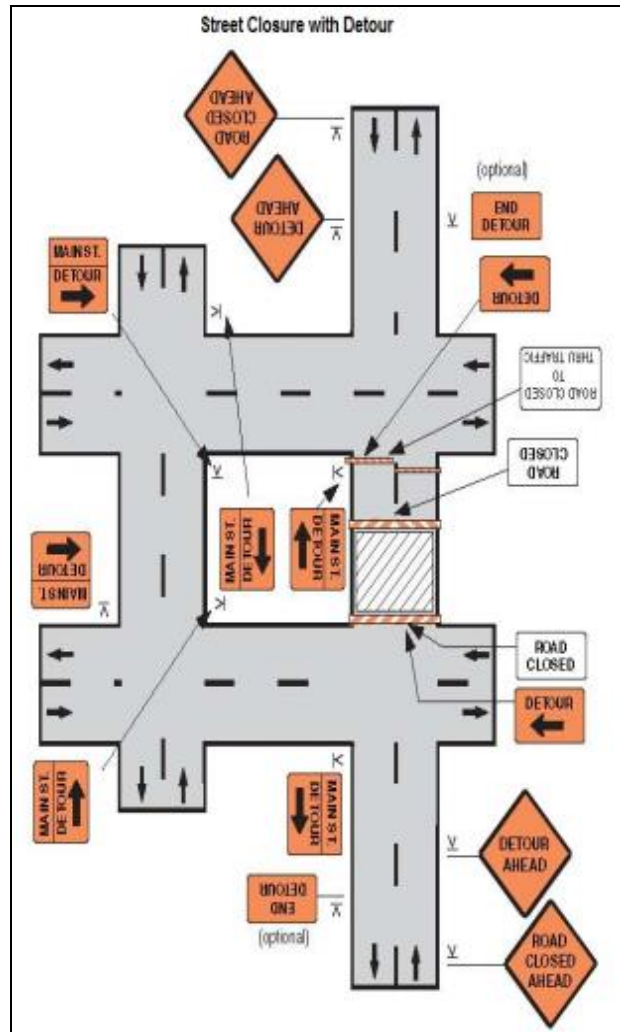 Street Closure with Detour
ROAD
CLOSED
AHEAD
(optional)
END
DETOUR
DETOUR
AHEAD
MAIN ST.
DETOUR
DETOUR
ROAD CLOSED
TO
THRU TRAFFIC
ROAD
CLOSED
MAIN ST.
DETOUR
MAIN ST.
DETOUR
MAIN ST.
DETOUR
ROAD
CLOSED
DETOUR
MAIN ST.
DETOUR
MAIN ST.
DETOUR
DETOUR
AHEAD
END
DETOUR
(optional)
ROAD
CLOSED
AHEAD